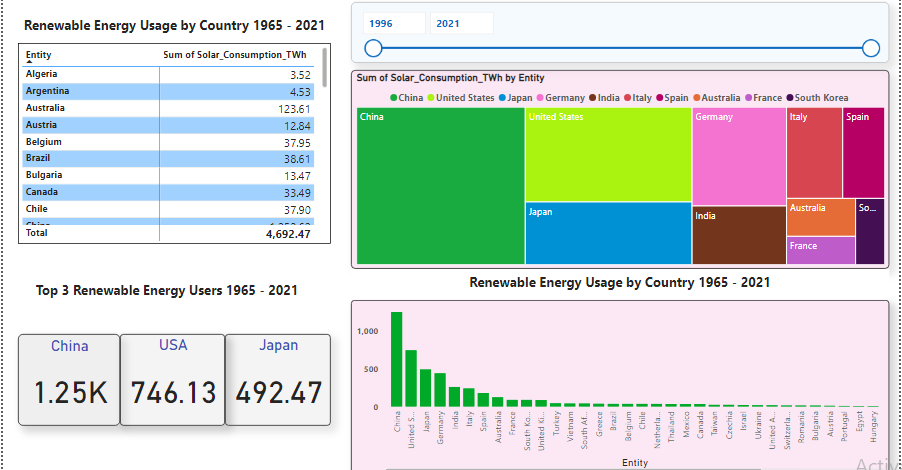 Renewable Energy Usage by Country 1965 - 2021
Entity Sum of Solar_Consumption_TWh
Algeria 3.52
Argentina 4.53
Australia 123.61
Austria 12.84
Belgium 37.95
Brazil 38.61
Bulgaria 13.47
Canada 33.49
Chile 37.90
Total 4,692.47
1996 2021
Sum of Solar_Consumption_TWh by Entity
China United States Japan Germany India Italy Spain Australia France South Korea
China United States Germany Italy Spain
Japan India Australia So...
France
Top 3 Renewable Energy Users 1965 - 2021
China USA Japan
1.25K 746.13 492.47
Renewable Energy Usage by Country 1965 - 2021
1,000
500
0
China
United S...
Japan
Germany
India
Italy
Spain
Australia
France
South Ko...
United Ki...
Turkey
Vietnam
South Af...
Greece
Brazil
Belgium
Chile
Netherla...
Thailand
Mexico
Canada
Taiwan
Czechia
Israel
Ukraine
United A...
Switzerla...
Romania
Bulgaria
Austria
Portugal
Egypt
Hungary
Entity
Activ